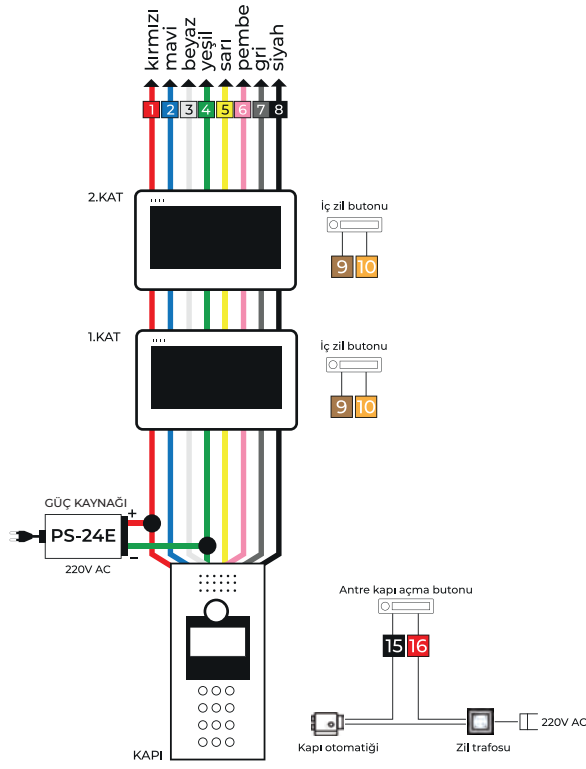 kırmızı
mavi
beyaz
yeşil
sarı
pembe
gri
siyah
1 2 3 4 5 6 7 8
2.KAT
İç zil butonu
9 10
1.KAT
İç zil butonu
9 10
GÜÇ KAYNAĞI
+
PS-24E
–
220V AC
Antre kapı açma butonu
15 16
220V AC
Kapı otomatiği
Zil trafosu
KAPI